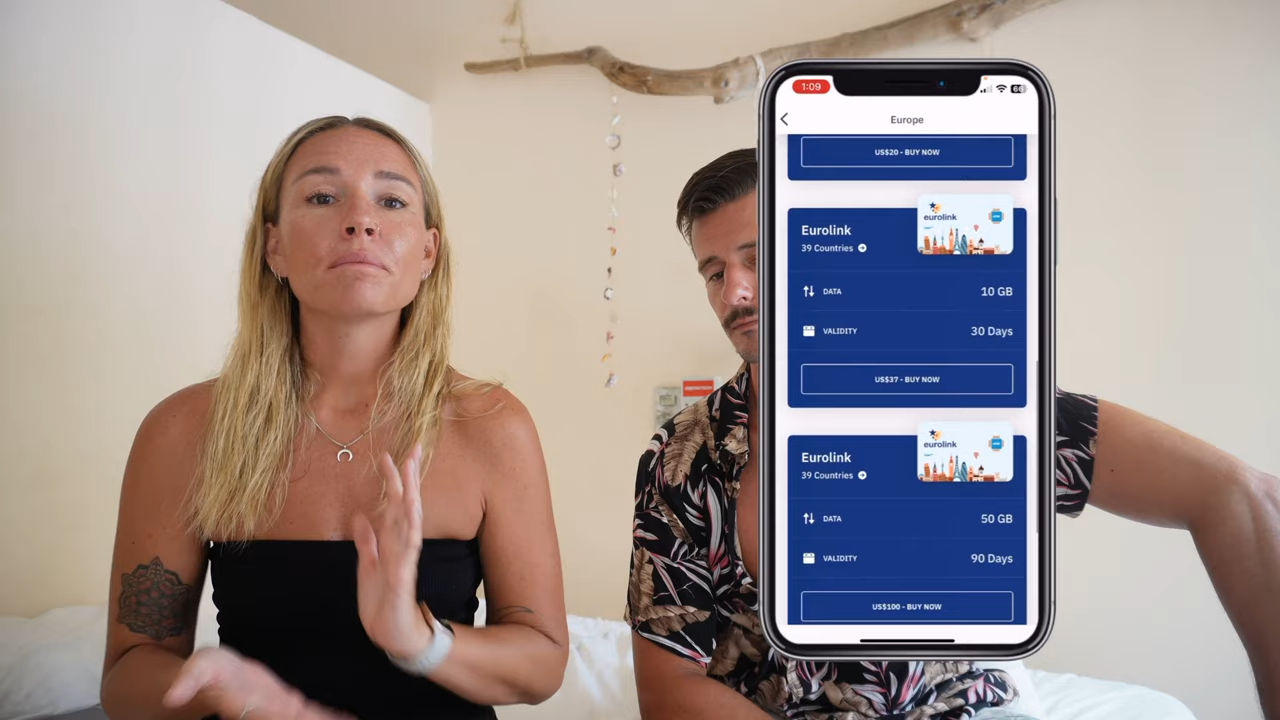 1:09
66
Europe
US$20 - BUY NOW
eurolink
Eurolink
39 Countries
DATA
10 GB
VALIDITY
30 Days
US$37 - BUY NOW
eurolink
Eurolink
39 Countries
DATA
50 GB
VALIDITY
90 Days
US$100 - BUY NOW